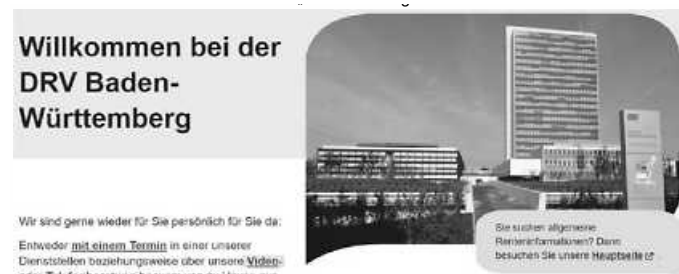 Willkommen bei der
DRV Baden-
Württemberg
Wir sind gerne wieder für Sie persönlich für Sie da:
Entweder mit einem Termin in einer unserer
Dienststellen beziehungsweise über unsere Video-
Sie suchen allgemeine
Renteninformationen? Dann
besuchen Sie unsere Hauptseile